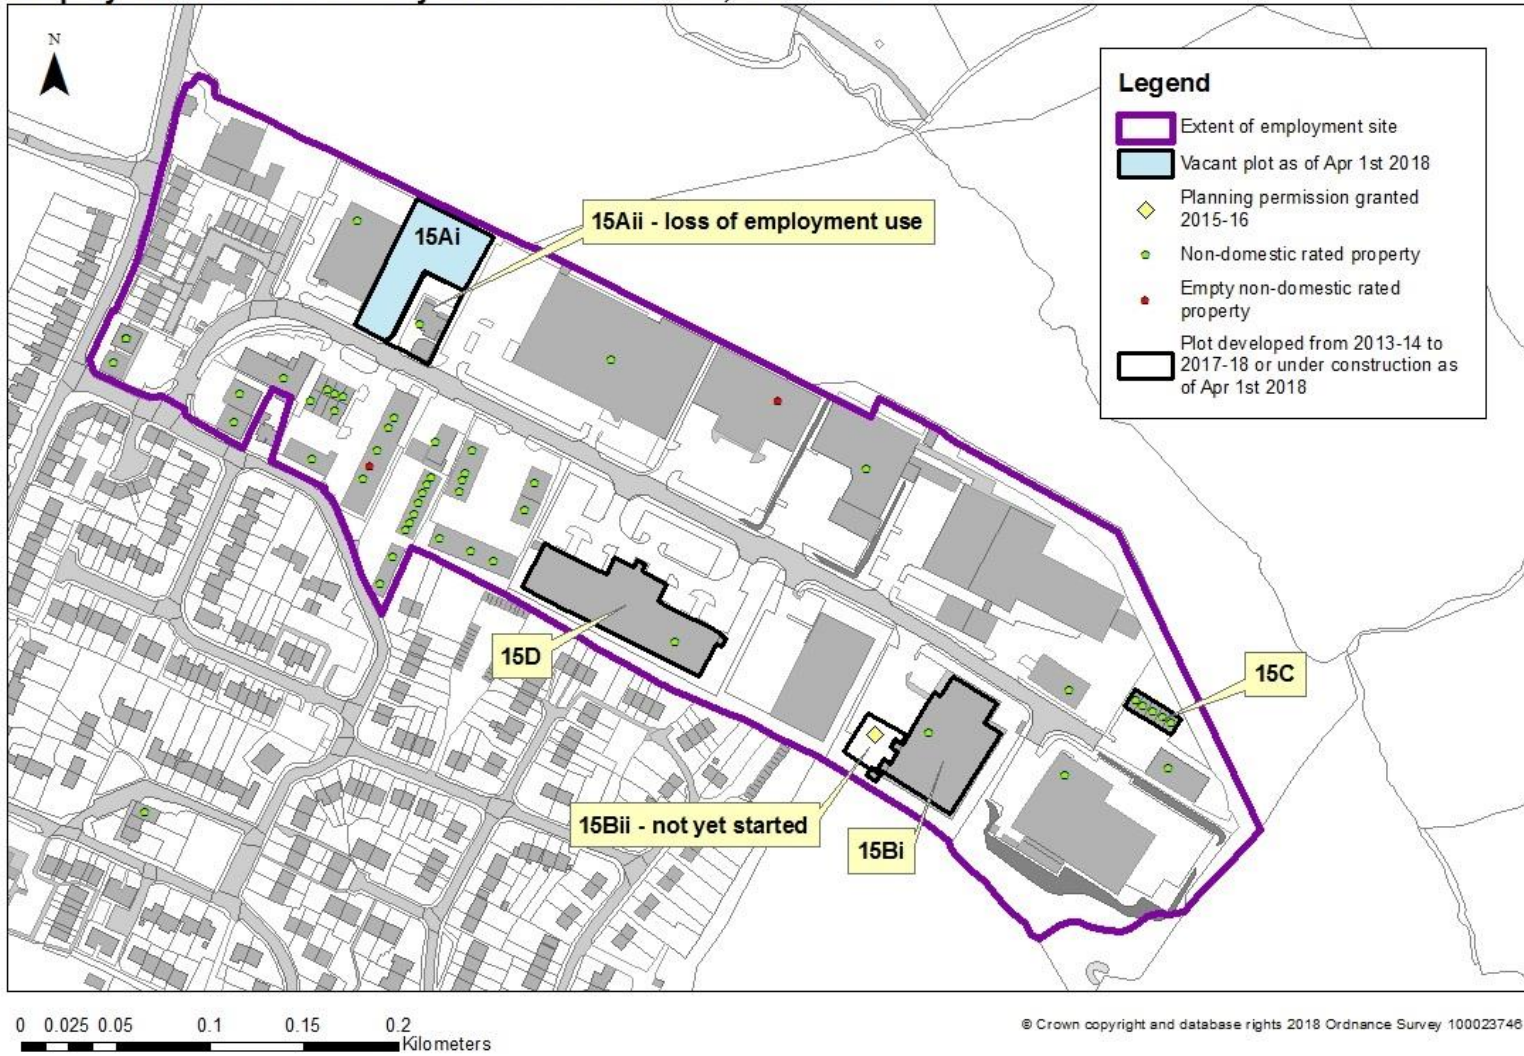 N
15Ai
15Aii - loss of employment use
15D
15C
15Bii - not yet started
15Bi
Legend
Extent of employment site
Vacant plot as of Apr 1st 2018
Planning permission granted
2015-16
Non-domestic rated property
Empty non-domestic rated
property
Plot developed from 2013-14 to
2017-18 or under construction as
of Apr 1st 2018
0 0.025 0.05 0.1 0.15 0.2
Kilometers
© Crown copyright and database rights 2018 Ordnance Survey 100023746